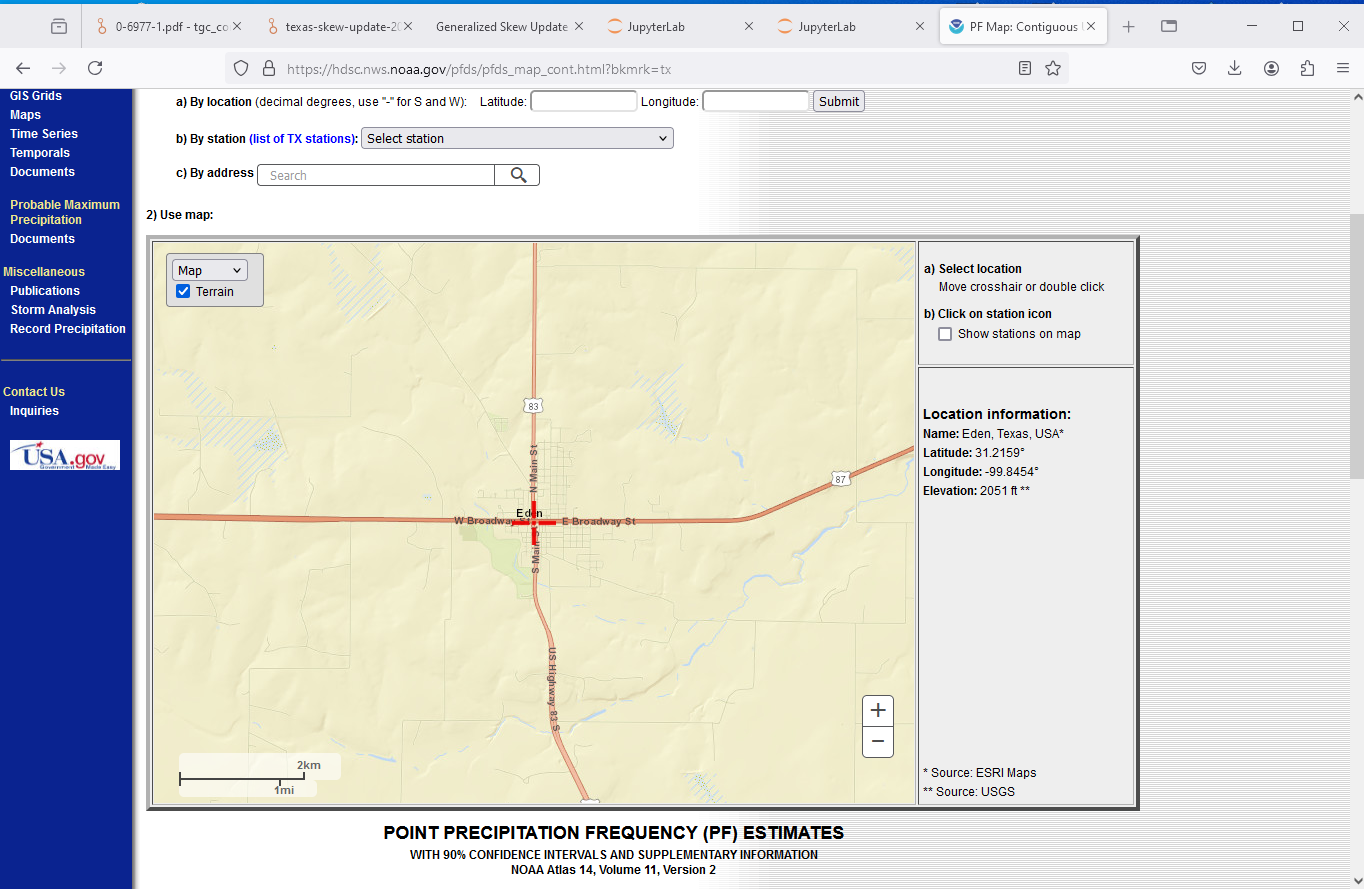 0-6977-1.pdf - tgc_co
texas-skew-update-20
Generalized Skew Update
JupyterLab
JupyterLab
PF Map: Contiguous
https://hdsc.nws.noaa.gov/pfds/pfds_map_cont.html?bkmrk=tx
GIS Grids
Maps
Time Series
Temporals
Documents
Probable Maximum
Precipitation
Documents
Miscellaneous
Publications
Storm Analysis
Record Precipitation
Contact Us
Inquiries
USA.gov
Government Made Easy
a) By location (decimal degrees, use "-" for S and W): Latitude: Longitude: Submit
b) By station (list of TX stations): Select station
c) By address Search
2) Use map:
Map
Terrain
83
N Main St
87
Eden
W Broadway St E Broadway St
S Main St
US Highway 83 S
+
−
2km
1mi
a) Select location
Move crosshair or double click
b) Click on station icon
Show stations on map
Location information:
Name: Eden, Texas, USA*
Latitude: 31.2159°
Longitude: -99.8454°
Elevation: 2051 ft **
* Source: ESRI Maps
** Source: USGS
POINT PRECIPITATION FREQUENCY (PF) ESTIMATES
WITH 90% CONFIDENCE INTERVALS AND SUPPLEMENTARY INFORMATION
NOAA Atlas 14, Volume 11, Version 2